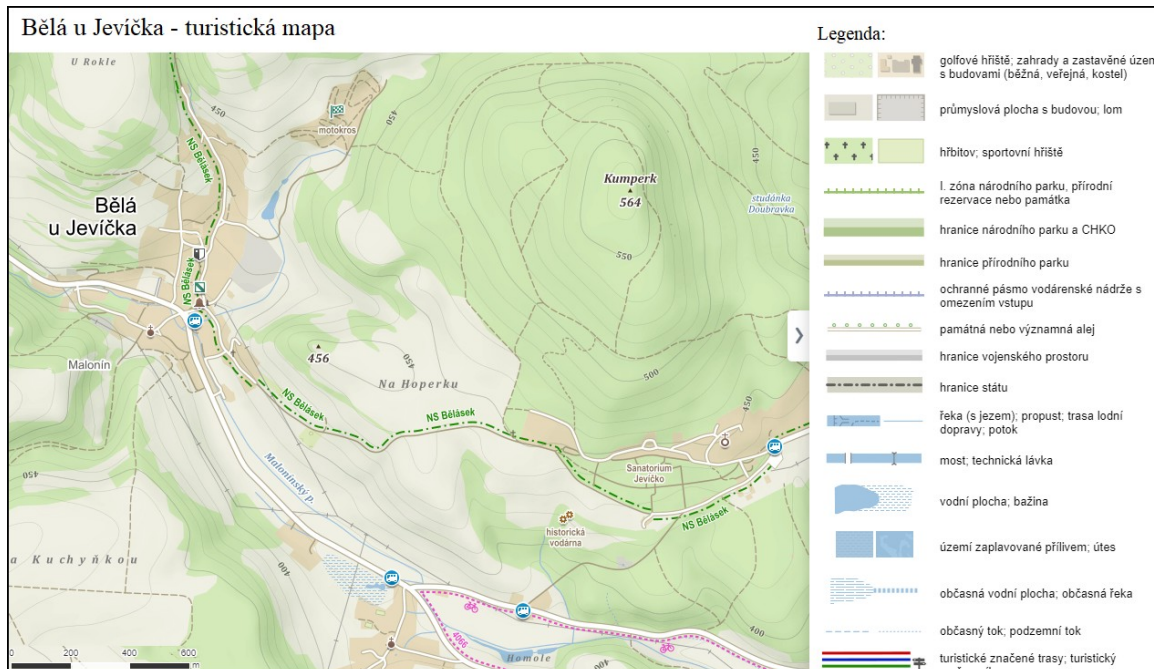 Bělá u Jevíčka - turistická mapa
U Rokle
450
450
motokros
NS Bělásek
Bělá
u Jevíčka
Kumperk
564
450
studánka
Doubravka
550
NS Bělásek
456
450
Malonín
Na Hoperku
500
NS Bělásek
NS Bělásek
450
Sanatorium
Jevíčko
Malonínský p.
450
NS Bělásek
historická
vodárna
a Kuchyňkou
400
4066
400
Homole
0 200 400 600
m
Legenda:
golfové hřiště; zahrady a zastavěné územ
s budovami (běžná, veřejná, kostel)
průmyslová plocha s budovou; lom
hřbitov; sportovní hřiště
I. zóna národního parku, přírodní
rezervace nebo památka
hranice národního parku a CHKO
hranice přírodního parku
ochranné pásmo vodárenské nádrže s
omezením vstupu
památná nebo významná alej
hranice vojenského prostoru
hranice státu
řeka (s jezem); propust; trasa lodní
dopravy; potok
most; technická lávka
vodní plocha; bažina
území zaplavované přílivem; útes
občasná vodní plocha; občasná řeka
občasný tok; podzemní tok
turistické značené trasy; turistický